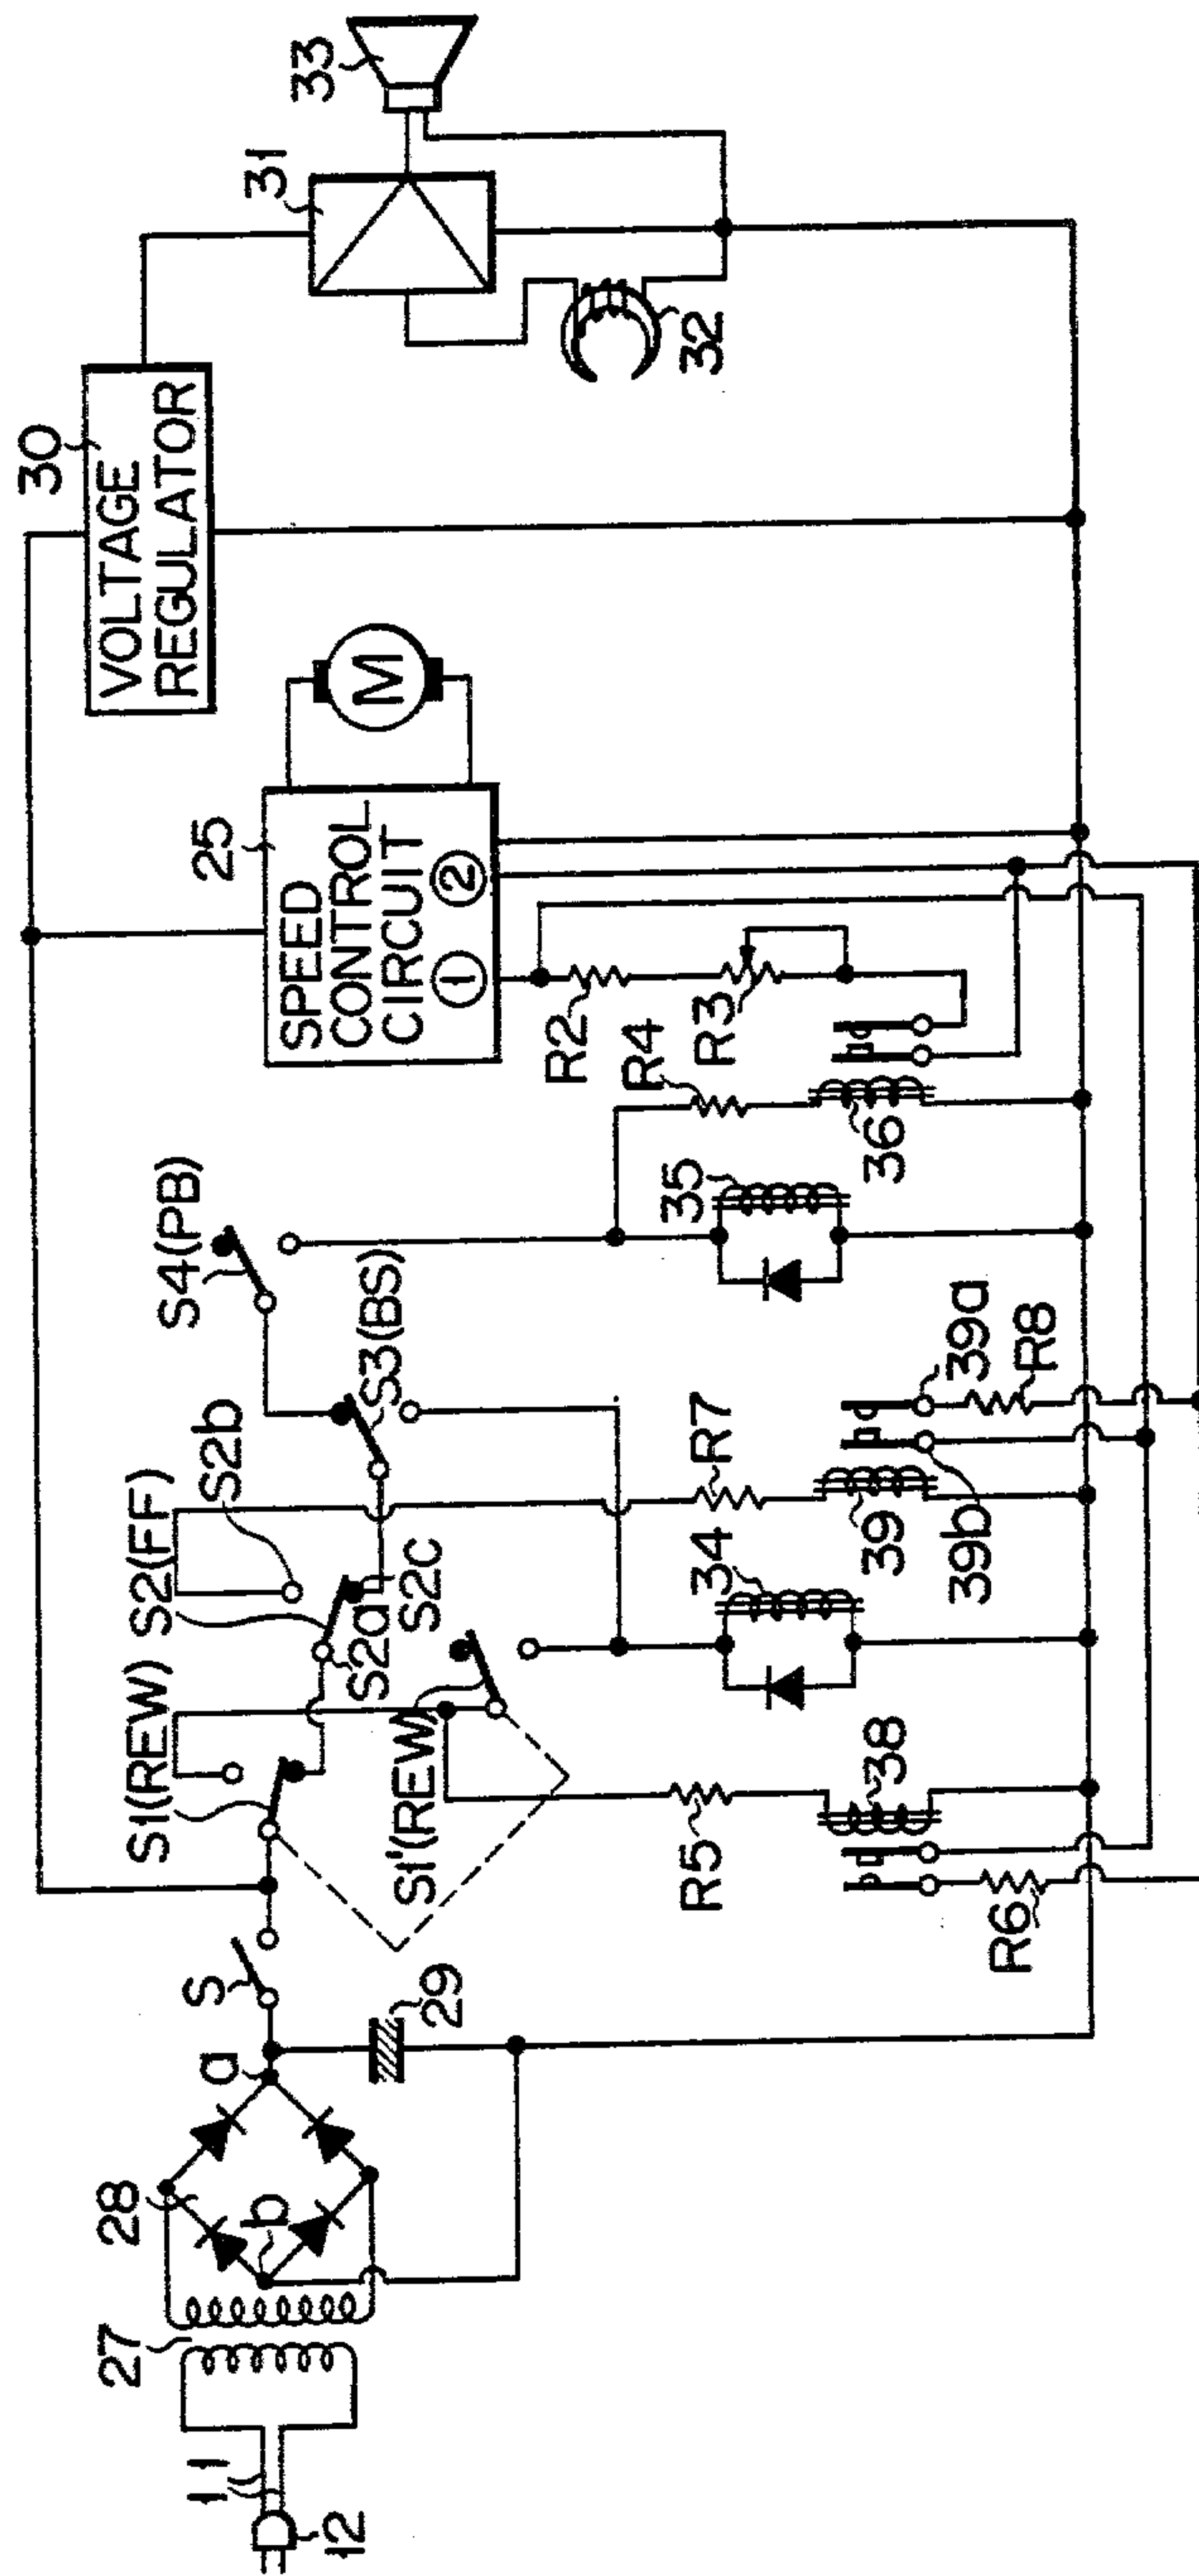 12
11
27
28
a
b
29
S
S1(REW)
S1'(REW)
S2(FF)
S2a
S2b
S2c
S3(BS)
S4(PB)
R5
38
R6
34
R7
39
39a
39b
R8
35
R4
36
R2
R3
25
SPEED
CONTROL
CIRCUIT
1
2
M
30
VOLTAGE
REGULATOR
31
32
33